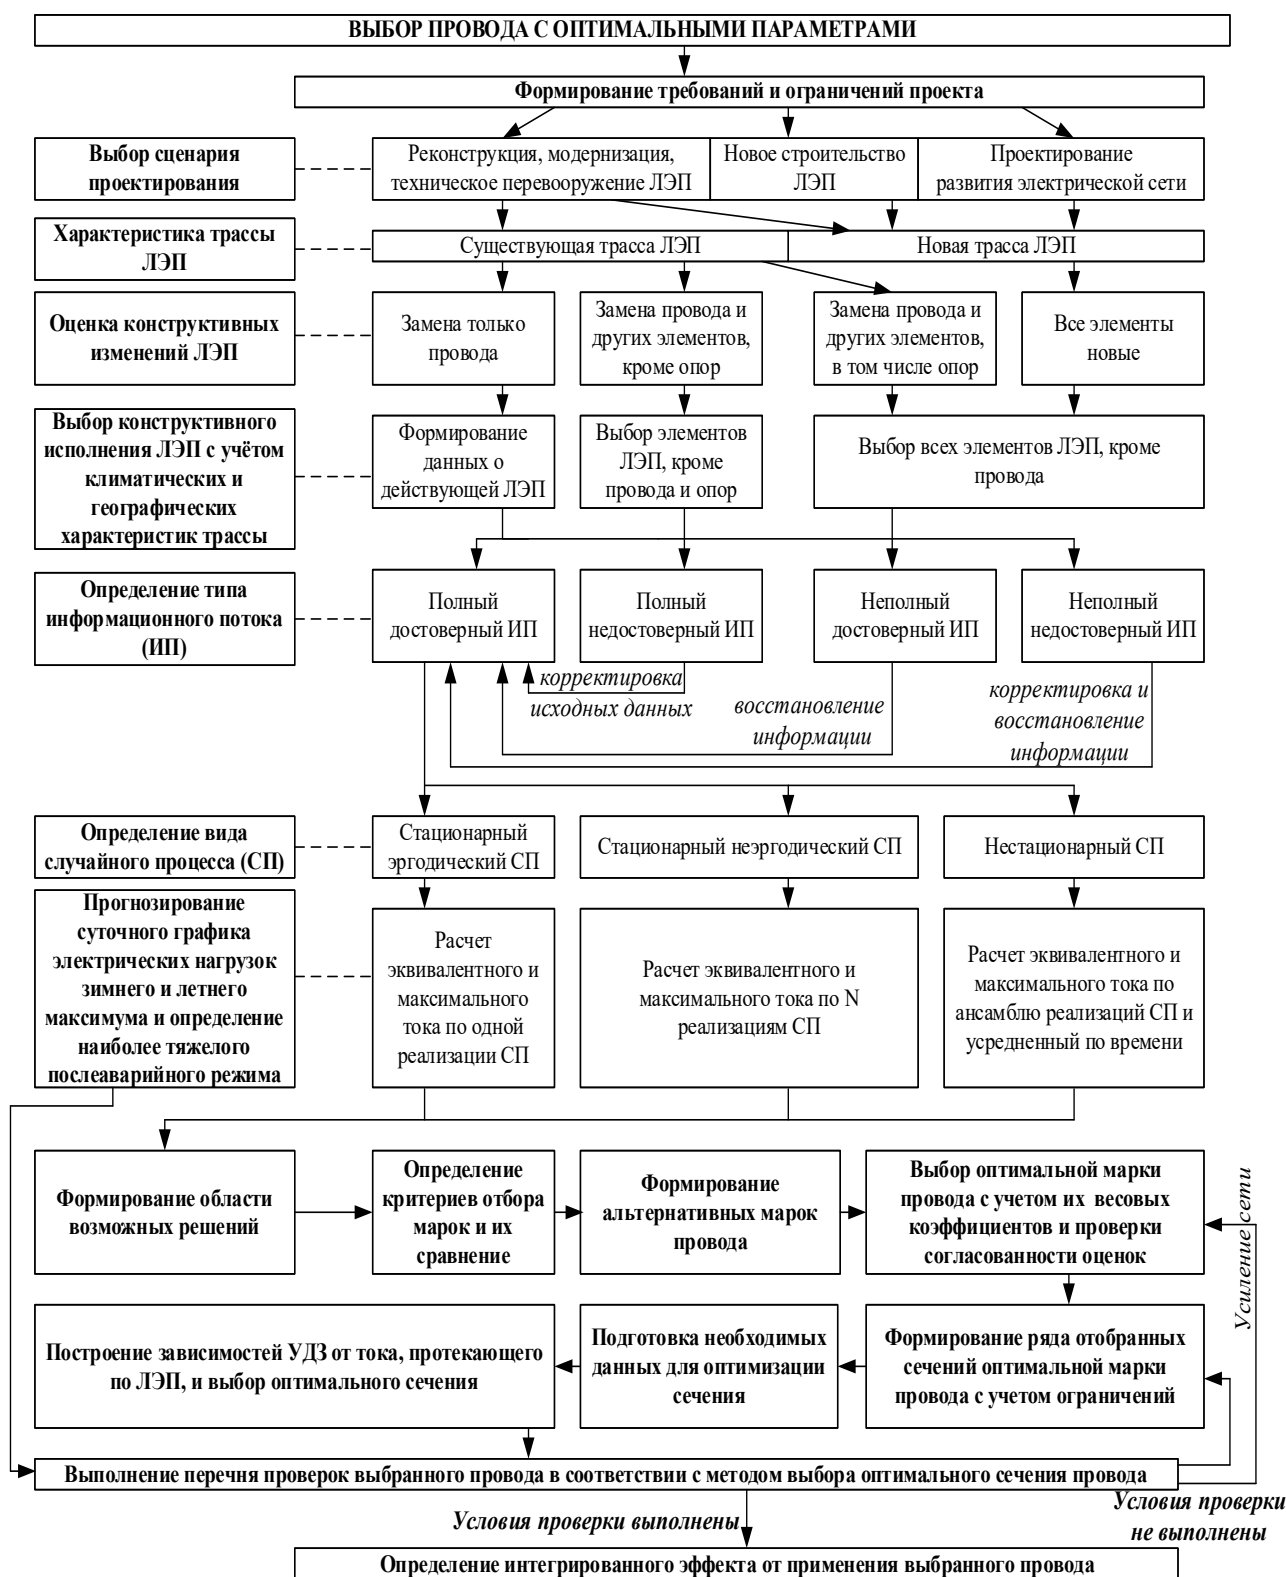 ВЫБОР ПРОВОДА С ОПТИМАЛЬНЫМИ ПАРАМЕТРАМИ
Формирование требований и ограничений проекта
Выбор сценария
проектирования
Реконструкция, модернизация,
техническое перевооружение ЛЭП
Новое строительство
ЛЭП
Проектирование
развития электрической сети
Характеристика трассы
ЛЭП
Существующая трасса ЛЭП
Новая трасса ЛЭП
Оценка конструктивных
изменений ЛЭП
Замена только
провода
Замена провода и
других элементов,
кроме опор
Замена провода и
других элементов,
в том числе опор
Все элементы
новые
Выбор конструктивного
исполнения ЛЭП с учётом
климатических и
географических
характеристик трассы
Формирование
данных о
действующей ЛЭП
Выбор элементов
ЛЭП, кроме
провода и опор
Выбор всех элементов ЛЭП, кроме
провода
Определение типа
информационного потока
(ИП)
Полный
достоверный ИП
Полный
недостоверный ИП
Неполный
достоверный ИП
Неполный
недостоверный ИП
корректировка
исходных данных
восстановление
информации
корректировка и
восстановление
информации
Определение вида
случайного процесса (СП)
Стационарный
эргодический СП
Стационарный неэргодический СП
Нестационарный СП
Прогнозирование
суточного графика
электрических нагрузок
зимнего и летнего
максимума и определение
наиболее тяжелого
послеаварийного режима
Расчет
эквивалентного и
максимального
тока по одной
реализации СП
Расчет эквивалентного и
максимального тока по N
реализациям СП
Расчет эквивалентного и
максимального тока по
ансамблю реализаций СП и
усредненный по времени
Формирование области
возможных решений
Определение
критериев отбора
марок и их
сравнение
Формирование
альтернативных марок
провода
Выбор оптимальной марки
провода с учетом их весовых
коэффициентов и проверки
согласованности оценок
Усиление сети
Построение зависимостей УДЗ от тока, протекающего
по ЛЭП, и выбор оптимального сечения
Подготовка необходимых
данных для оптимизации
сечения
Формирование ряда отобранных
сечений оптимальной марки
провода с учетом ограничений
Выполнение перечня проверок выбранного провода в соответствии с методом выбора оптимального сечения провода
Условия проверки выполнены
Условия проверки
не выполнены
Определение интегрированного эффекта от применения выбранного провода